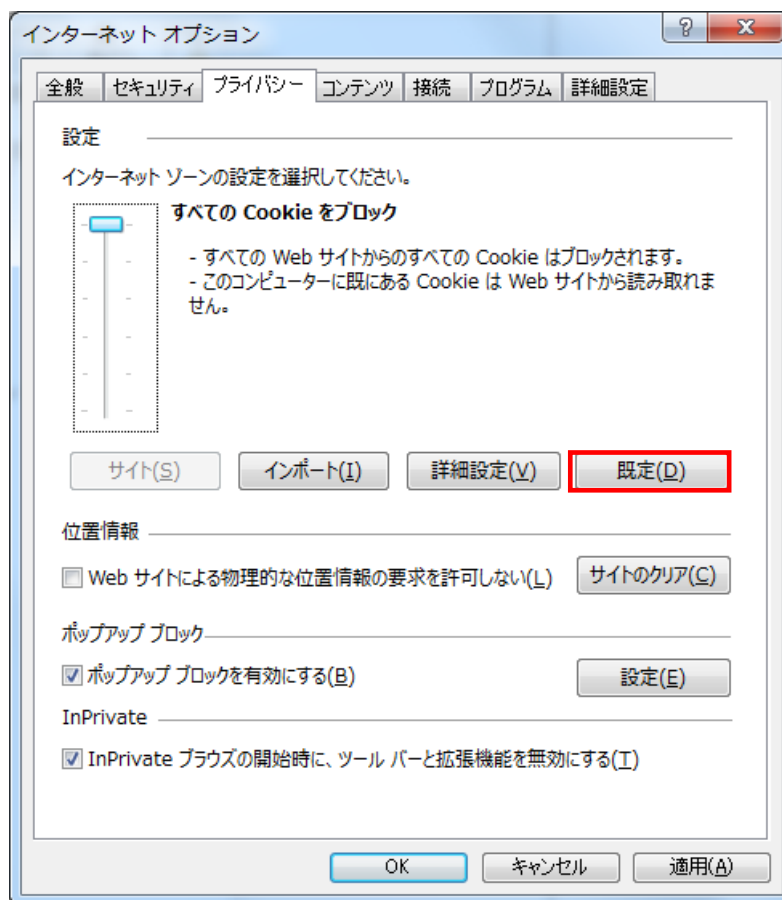 インターネット オプション
全般 セキュリティ プライバシー コンテンツ 接続 プログラム 詳細設定
設定
インターネット ゾーンの設定を選択してください。
すべての Cookie をブロック
- すべての Web サイトからのすべての Cookie はブロックされます。
- このコンピューターに既にある Cookie は Web サイトから読み取れま
せん。
サイト(S) インポート(I) 詳細設定(V) 既定(D)
位置情報
Web サイトによる物理的な位置情報の要求を許可しない(L) サイトのクリア(C)
ポップアップ ブロック
ポップアップ ブロックを有効にする(B) 設定(E)
InPrivate
InPrivate ブラウズの開始時に、ツール バーと拡張機能を無効にする(T)
OK キャンセル 適用(A)